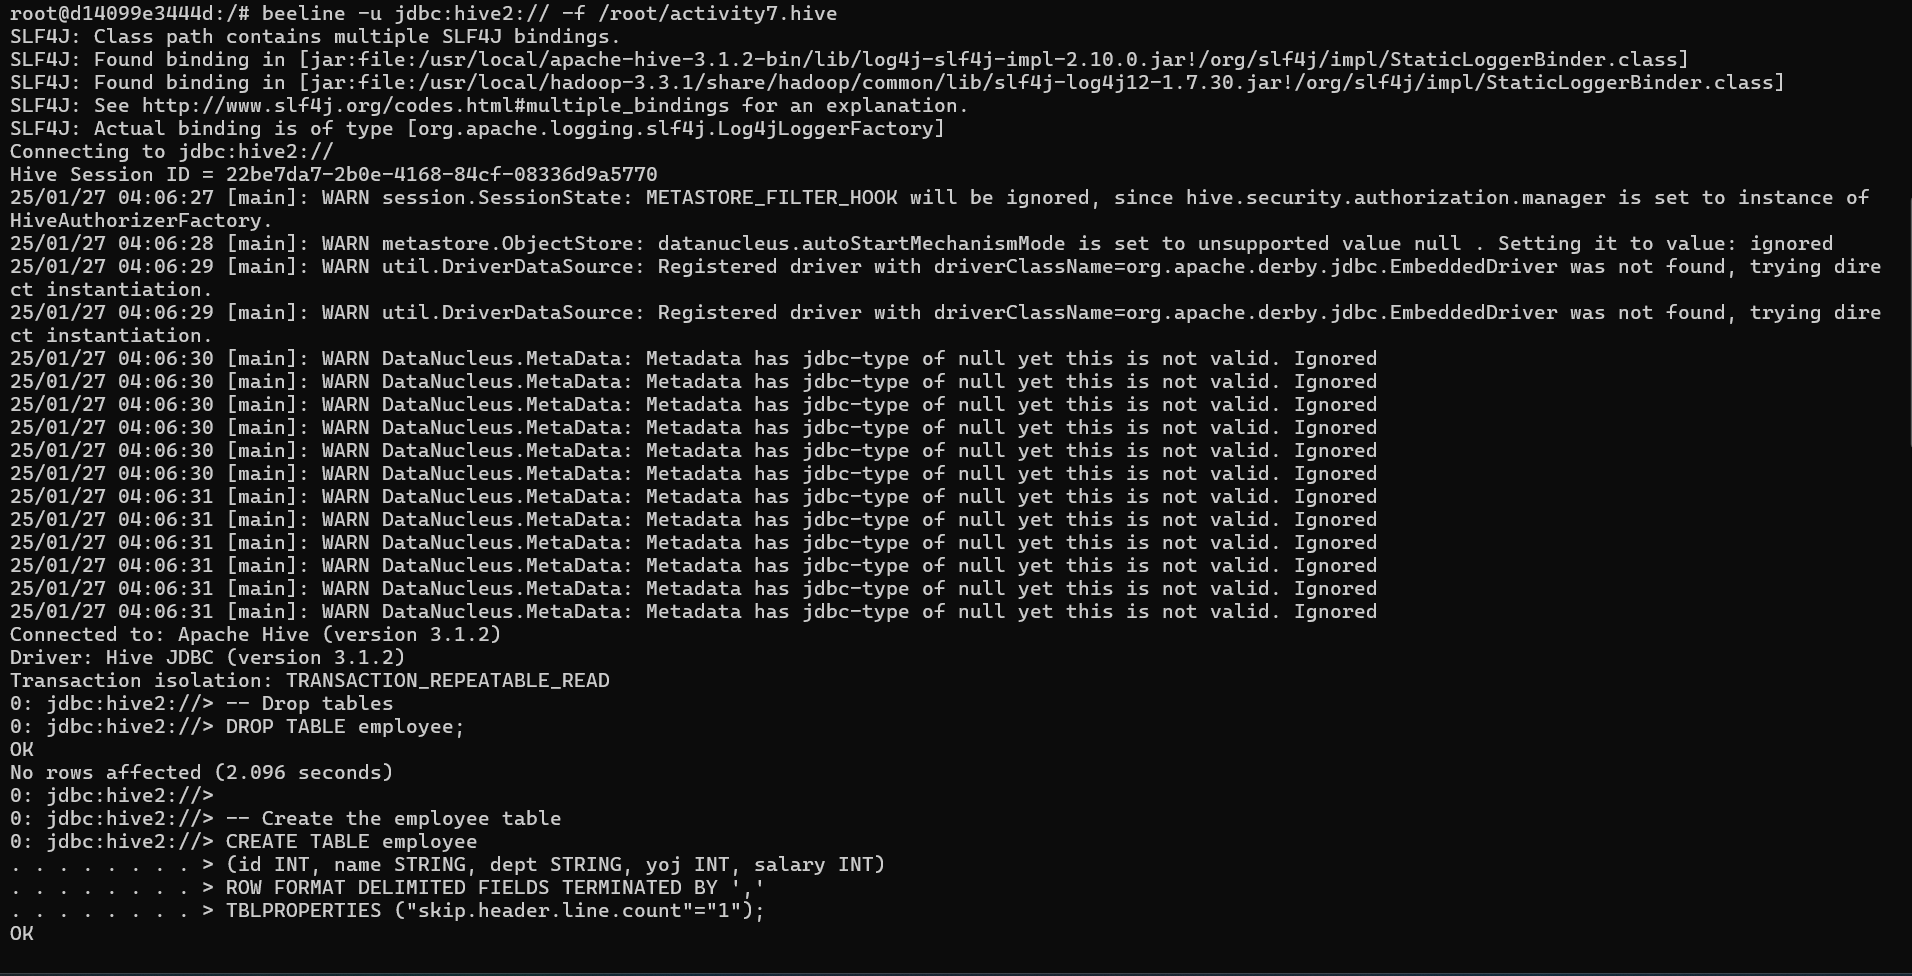 root@d14099e3444d:/# beeline -u jdbc:hive2:// -f /root/activity7.hive
SLF4J: Class path contains multiple SLF4J bindings.
SLF4J: Found binding in [jar:file:/usr/local/apache-hive-3.1.2-bin/lib/log4j-slf4j-impl-2.10.0.jar!/org/slf4j/impl/StaticLoggerBinder.class]
SLF4J: Found binding in [jar:file:/usr/local/hadoop-3.3.1/share/hadoop/common/lib/slf4j-log4j12-1.7.30.jar!/org/slf4j/impl/StaticLoggerBinder.class]
SLF4J: See http://www.slf4j.org/codes.html#multiple_bindings for an explanation.
SLF4J: Actual binding is of type [org.apache.logging.slf4j.Log4jLoggerFactory]
Connecting to jdbc:hive2://
Hive Session ID = 22be7da7-2b0e-4168-84cf-08336d9a5770
25/01/27 04:06:27 [main]: WARN session.SessionState: METASTORE_FILTER_HOOK will be ignored, since hive.security.authorization.manager is set to instance of
HiveAuthorizerFactory.
25/01/27 04:06:28 [main]: WARN metastore.ObjectStore: datanucleus.autoStartMechanismMode is set to unsupported value null . Setting it to value: ignored
25/01/27 04:06:29 [main]: WARN util.DriverDataSource: Registered driver with driverClassName=org.apache.derby.jdbc.EmbeddedDriver was not found, trying dire
ct instantiation.
25/01/27 04:06:29 [main]: WARN util.DriverDataSource: Registered driver with driverClassName=org.apache.derby.jdbc.EmbeddedDriver was not found, trying dire
ct instantiation.
25/01/27 04:06:30 [main]: WARN DataNucleus.MetaData: Metadata has jdbc-type of null yet this is not valid. Ignored
25/01/27 04:06:30 [main]: WARN DataNucleus.MetaData: Metadata has jdbc-type of null yet this is not valid. Ignored
25/01/27 04:06:30 [main]: WARN DataNucleus.MetaData: Metadata has jdbc-type of null yet this is not valid. Ignored
25/01/27 04:06:30 [main]: WARN DataNucleus.MetaData: Metadata has jdbc-type of null yet this is not valid. Ignored
25/01/27 04:06:30 [main]: WARN DataNucleus.MetaData: Metadata has jdbc-type of null yet this is not valid. Ignored
25/01/27 04:06:30 [main]: WARN DataNucleus.MetaData: Metadata has jdbc-type of null yet this is not valid. Ignored
25/01/27 04:06:31 [main]: WARN DataNucleus.MetaData: Metadata has jdbc-type of null yet this is not valid. Ignored
25/01/27 04:06:31 [main]: WARN DataNucleus.MetaData: Metadata has jdbc-type of null yet this is not valid. Ignored
25/01/27 04:06:31 [main]: WARN DataNucleus.MetaData: Metadata has jdbc-type of null yet this is not valid. Ignored
25/01/27 04:06:31 [main]: WARN DataNucleus.MetaData: Metadata has jdbc-type of null yet this is not valid. Ignored
25/01/27 04:06:31 [main]: WARN DataNucleus.MetaData: Metadata has jdbc-type of null yet this is not valid. Ignored
25/01/27 04:06:31 [main]: WARN DataNucleus.MetaData: Metadata has jdbc-type of null yet this is not valid. Ignored
Connected to: Apache Hive (version 3.1.2)
Driver: Hive JDBC (version 3.1.2)
Transaction isolation: TRANSACTION_REPEATABLE_READ
0: jdbc:hive2://> -- Drop tables
0: jdbc:hive2://> DROP TABLE employee;
OK
No rows affected (2.096 seconds)
0: jdbc:hive2://>
0: jdbc:hive2://> -- Create the employee table
0: jdbc:hive2://> CREATE TABLE employee
. . . . . . . . > (id INT, name STRING, dept STRING, yoj INT, salary INT)
. . . . . . . . > ROW FORMAT DELIMITED FIELDS TERMINATED BY ','
. . . . . . . . > TBLPROPERTIES ("skip.header.line.count"="1");
OK